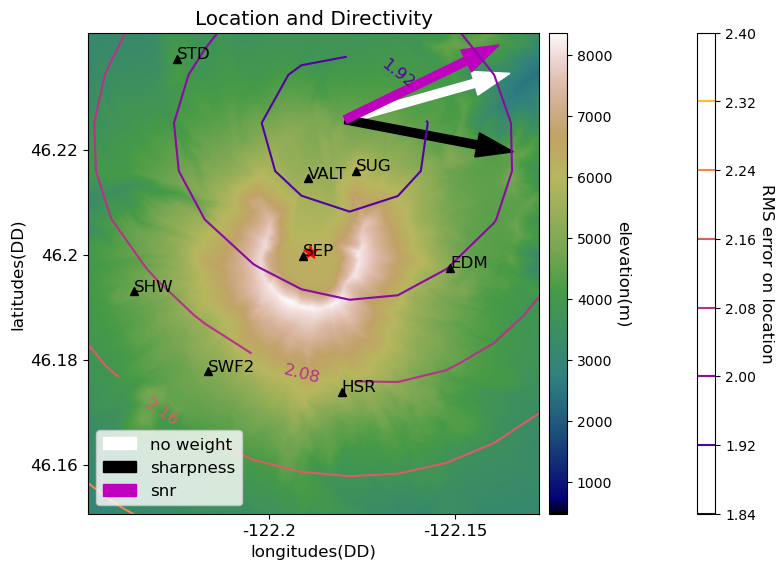 Location and Directivity
latitudes(DD)
46.22
46.2
46.18
46.16
STD
1.92
VALT
SUG
SEP
EDM
SHW
SWF2
2.08
HSR
2.16
no weight
sharpness
snr
-122.2
-122.15
longitudes(DD)
8000
7000
6000
5000
4000
3000
2000
1000
elevation(m)
2.40
2.32
2.24
2.16
2.08
2.00
1.92
1.84
RMS error on location